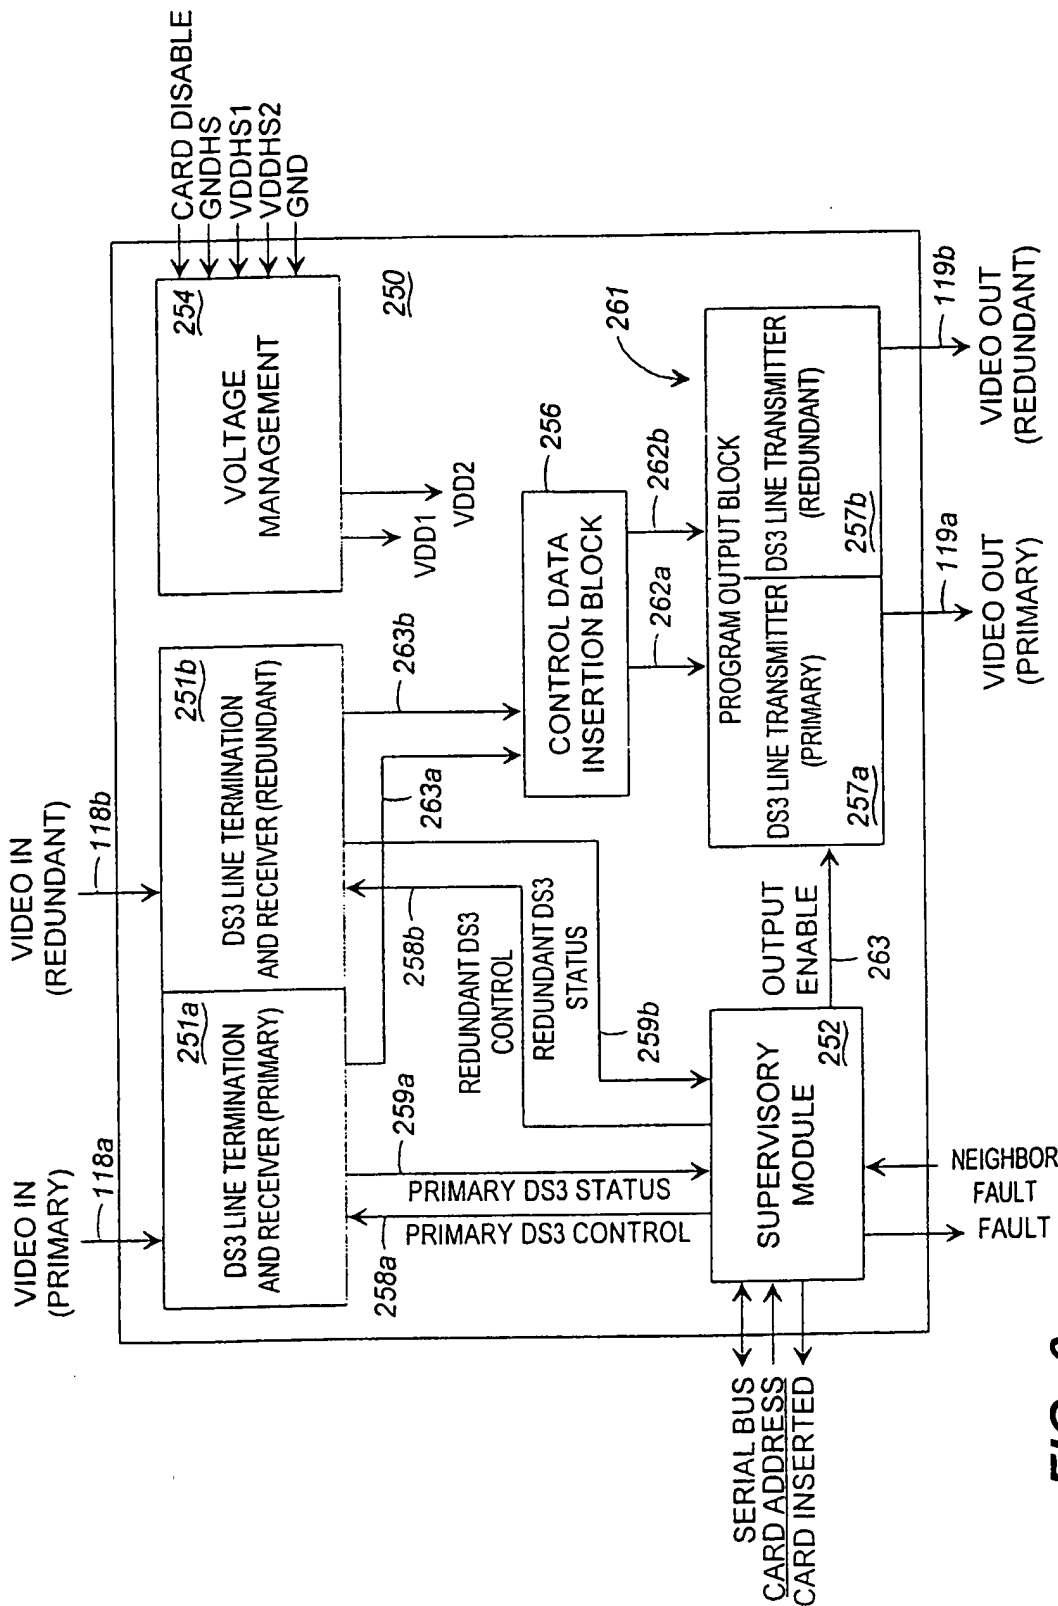 VIDEO IN
(PRIMARY)
118a
VIDEO IN
(REDUNDANT)
118b
CARD DISABLE
GNDHS
VDDHS1
VDDHS2
GND
251a
DS3 LINE TERMINATION
AND RECEIVER (PRIMARY)
251b
DS3 LINE TERMINATION
AND RECEIVER (REDUNDANT)
254
VOLTAGE
MANAGEMENT
250
VDD1
VDD2
263a
263b
258a
PRIMARY DS3 CONTROL
PRIMARY DS3 STATUS
259a
258b
REDUNDANT DS3
CONTROL
REDUNDANT DS3
STATUS
259b
256
CONTROL DATA
INSERTION BLOCK
262a
262b
261
SERIAL BUS
CARD ADDRESS
CARD INSERTED
SUPERVISORY
MODULE
252
OUTPUT
ENABLE
263
PROGRAM OUTPUT BLOCK
DS3 LINE TRANSMITTER
(PRIMARY)
257a
DS3 LINE TRANSMITTER
(REDUNDANT)
257b
FAULT
NEIGHBOR
FAULT
119a
VIDEO OUT
(PRIMARY)
119b
VIDEO OUT
(REDUNDANT)
FIG.